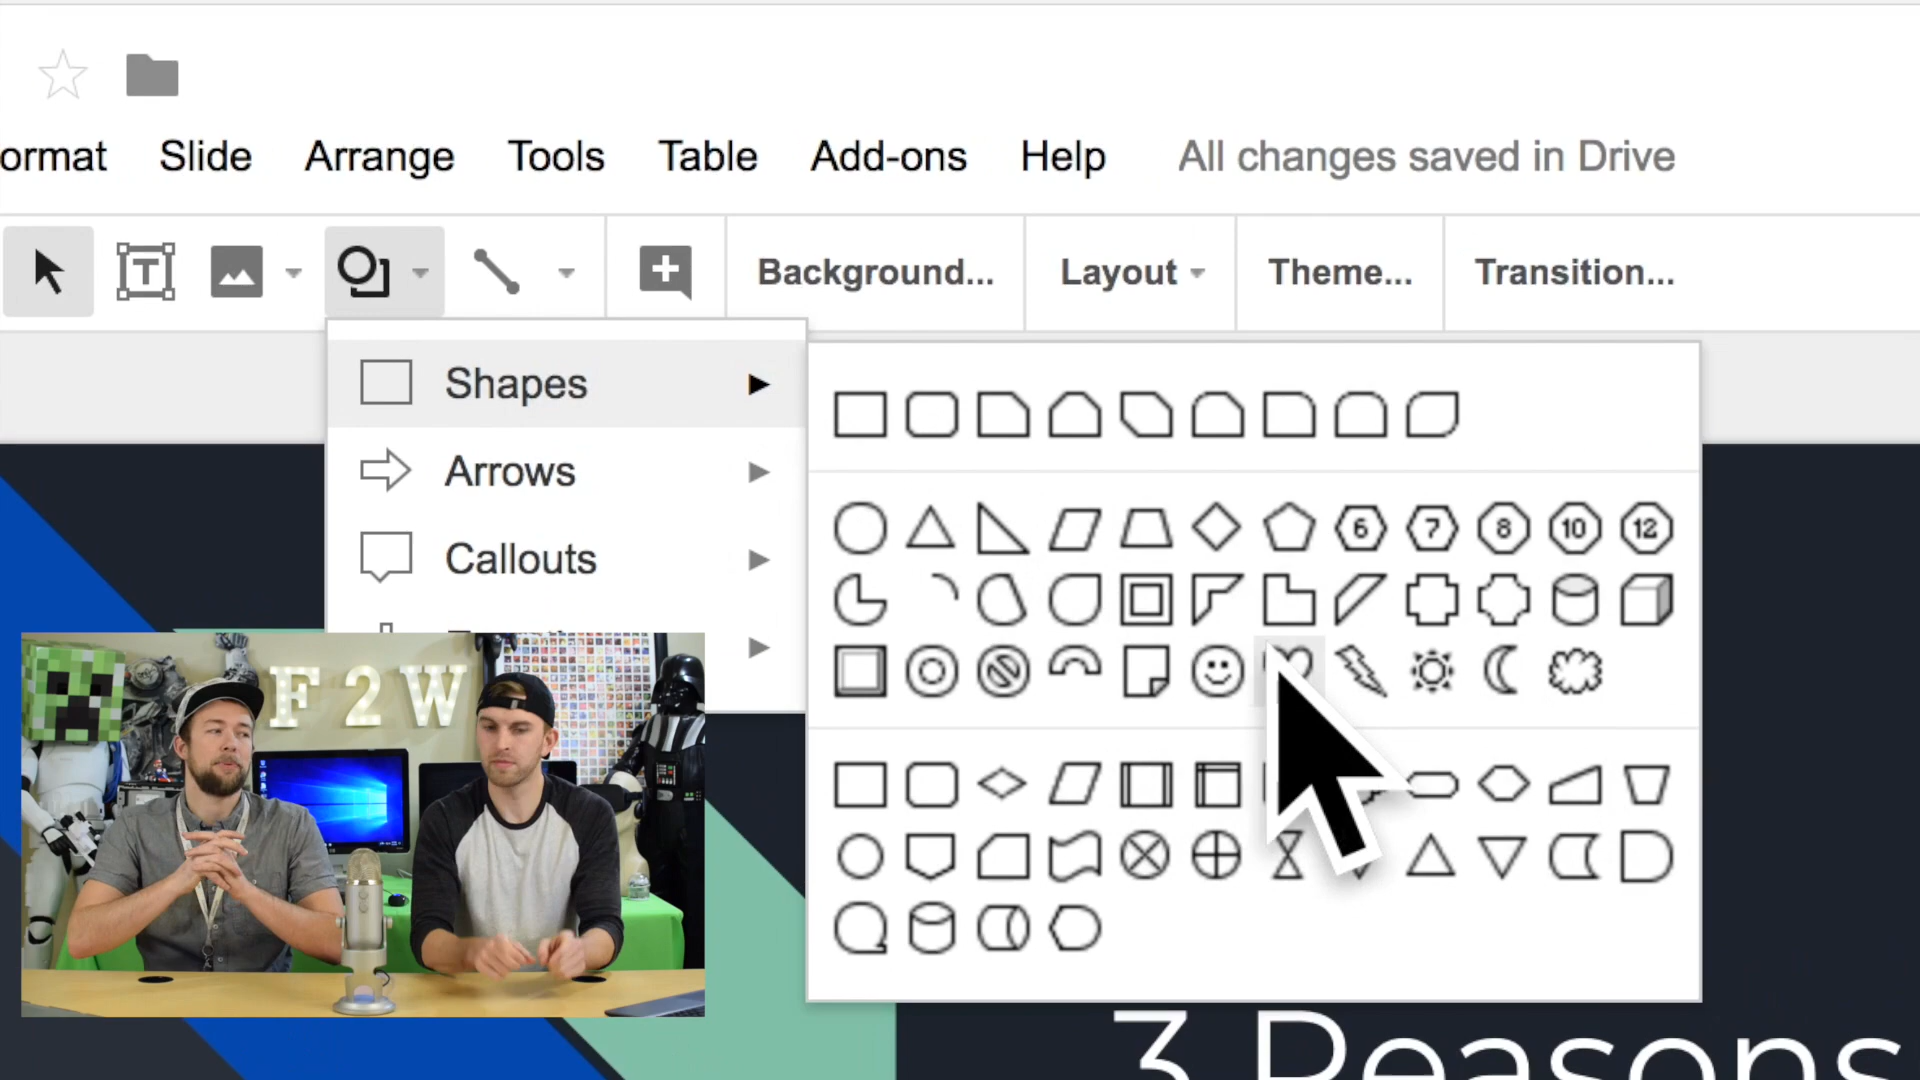 ormat Slide Arrange Tools Table Add-ons Help All changes saved in Drive
T Background... Layout Theme... Transition...
Shapes
Arrows
Callouts
6 7 8 10 12
F2W
3 Reasons